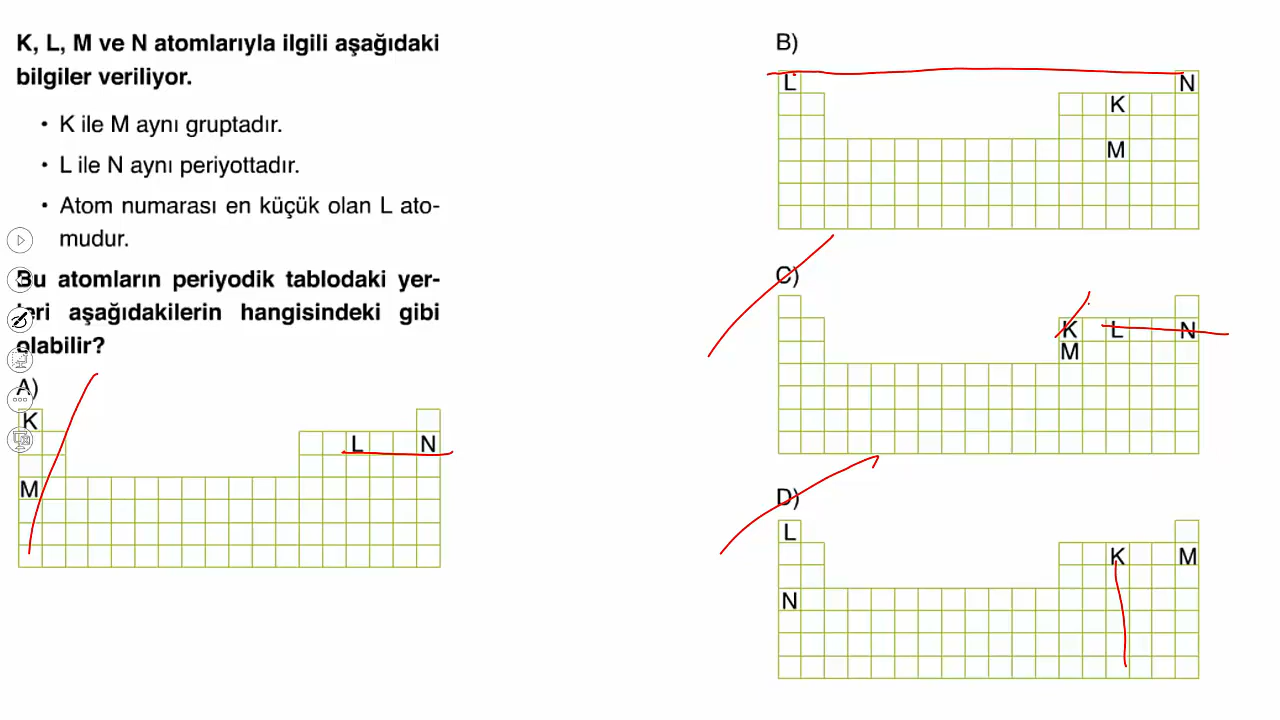 K, L, M ve N atomlarıyla ilgili aşağıdaki
bilgiler veriliyor.
• K ile M aynı gruptadır.
• L ile N aynı periyottadır.
• Atom numarası en küçük olan L ato-
mudur.
Bu atomların periyodik tablodaki yer-
leri aşağıdakilerin hangisindeki gibi
olabilir?
A)
K
L N
M
B)
L N
K
M
C)
K L N
M
D)
L
K M
N